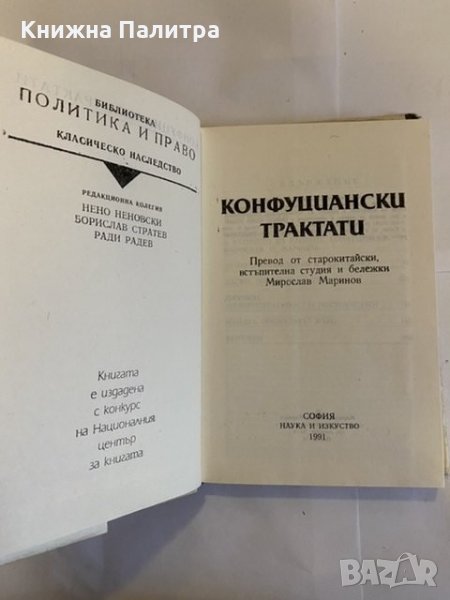 Книжна Палитра
БИБЛИОТЕКА
ПОЛИТИКА И ПРАВО
КЛАСИЧЕСКО НАСЛЕДСТВО
РЕДАКЦИОННА КОЛЕГИЯ
НЕНО НЕНОВСКИ
БОРИСЛАВ СТРАТЕВ
РАДИ РАДЕВ
Книгата
е издадена
с конкурс
на Националния
център
за книгата
КОНФУЦИАНСКИ
ТРАКТАТИ
Превод от старокитайски,
встъпителна студия и бележки
Мирослав Маринов
СОФИЯ
НАУКА И ИЗКУСТВО
1991
BAZAR